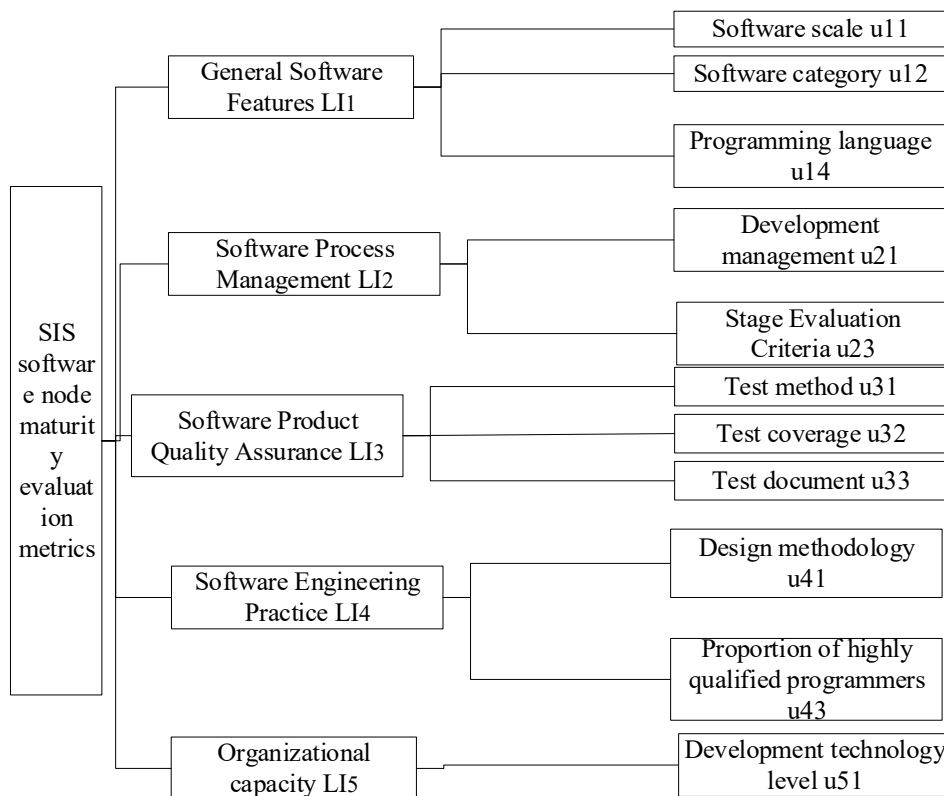 SIS
softwar
e node
maturit
y
evaluat
ion
metrics
General Software
Features LI1
Software scale u11
Software category u12
Programming language
u14
Software Process
Management LI2
Development
management u21
Stage Evaluation
Criteria u23
Software Product
Quality Assurance LI3
Test method u31
Test coverage u32
Test document u33
Software Engineering
Practice LI4
Design methodology
u41
Proportion of highly
qualified programmers
u43
Organizational
capacity LI5
Development technology
level u51